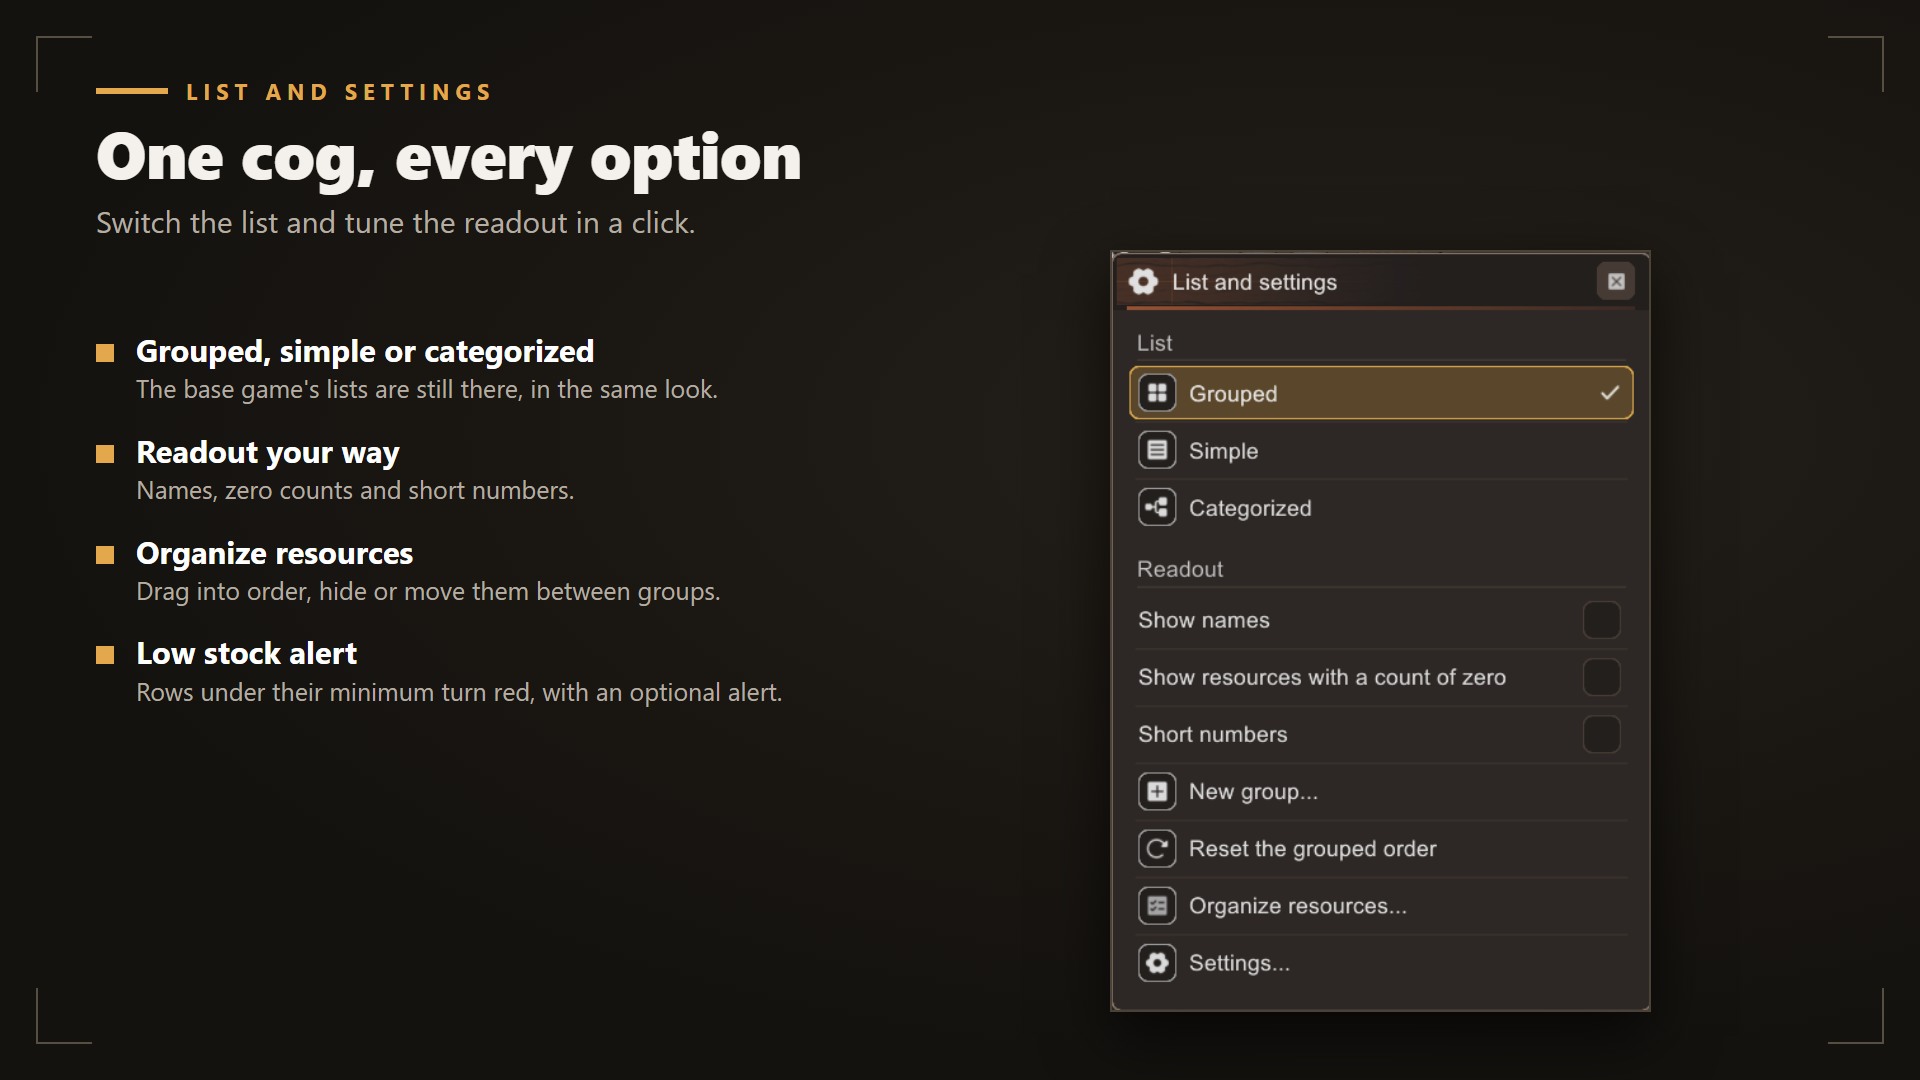 LIST AND SETTINGS
One cog, every option
Switch the list and tune the readout in a click.
Grouped, simple or categorized
The base game's lists are still there, in the same look.
Readout your way
Names, zero counts and short numbers.
Organize resources
Drag into order, hide or move them between groups.
Low stock alert
Rows under their minimum turn red, with an optional alert.
List and settings
List
Grouped
Simple
Categorized
Readout
Show names
Show resources with a count of zero
Short numbers
New group...
Reset the grouped order
Organize resources...
Settings...